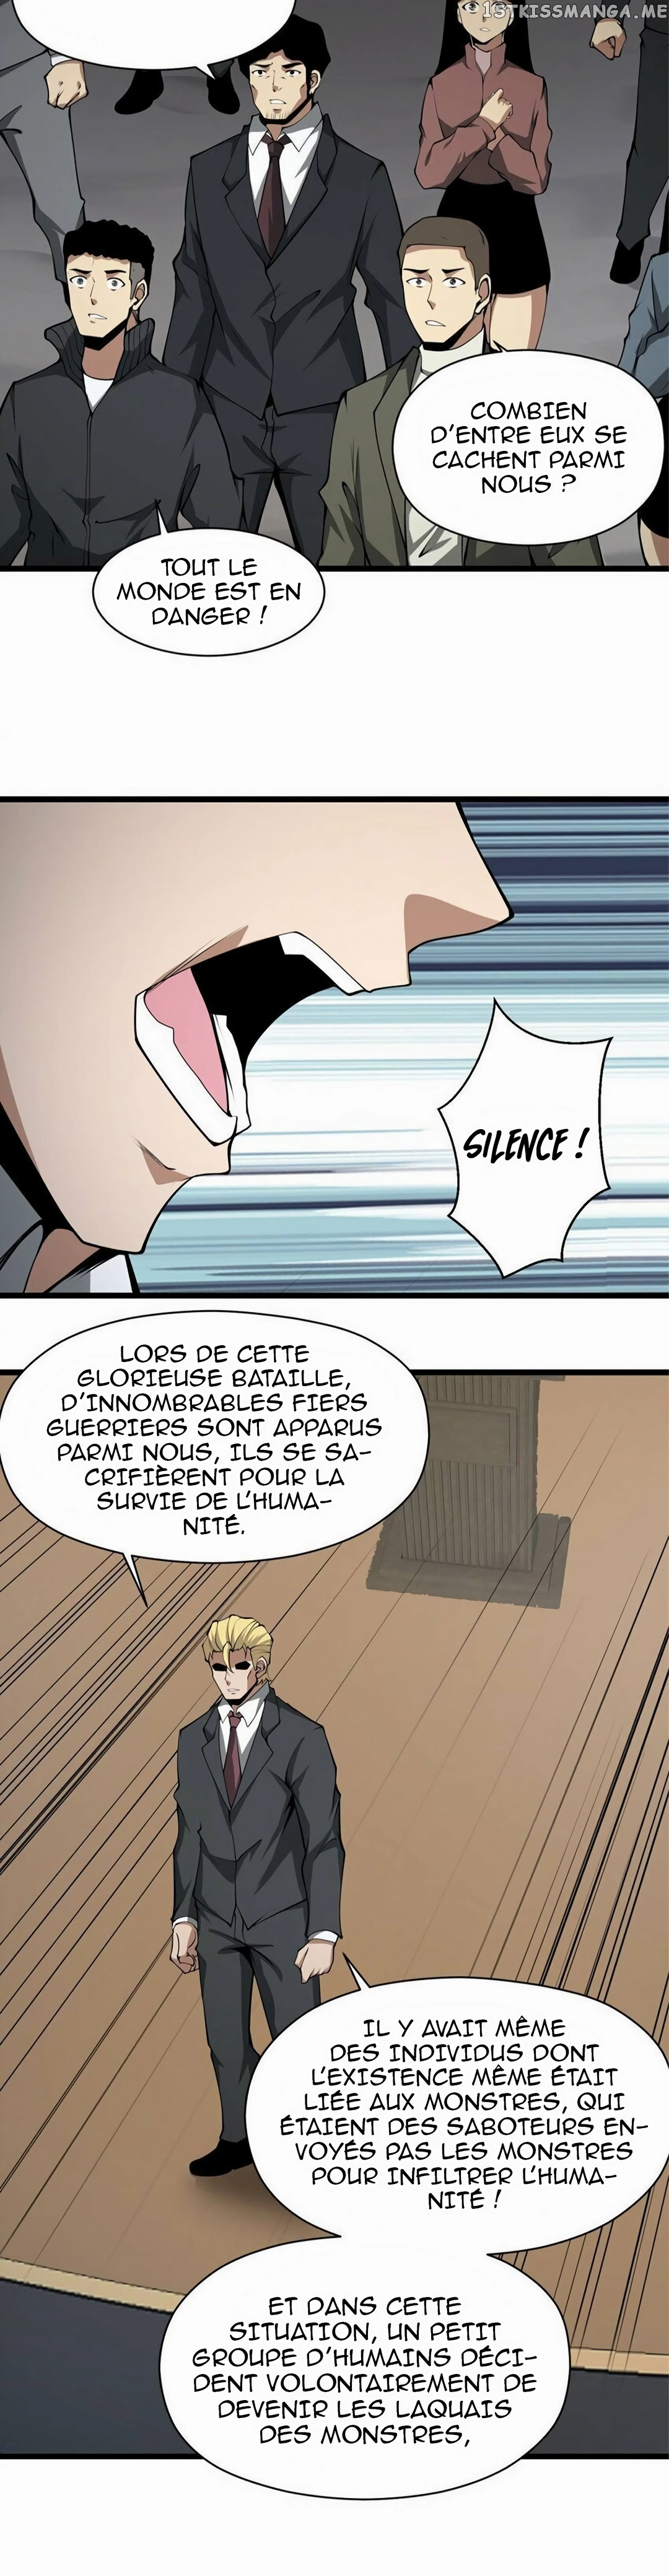 1STKISSMANGA.ME
COMBIEN
D'ENTRE EUX SE
CACHENT PARMI
NOUS ?
TOUT LE
MONDE EST EN
DANGER !
SILENCE !
LORS DE CETTE
GLORIEUSE BATAILLE,
D'INNOMBRABLES FIERS
GUERRIERS SONT APPARUS
PARMI NOUS, ILS SE SA-
CRIFIÈRENT POUR LA
SURVIE DE L'HUMA-
NITÉ.
IL Y AVAIT MÊME
DES INDIVIDUS DONT
L'EXISTENCE MÊME ÉTAIT
LIÉE AUX MONSTRES, QUI
ÉTAIENT DES SABOTEURS EN-
VOYÉS PAS LES MONSTRES
POUR INFILTRER L'HUMA-
NITÉ !
ET DANS CETTE
SITUATION, UN PETIT
GROUPE D'HUMAINS DÉCI-
DENT VOLONTAIREMENT DE
DEVENIR LES LAQUAIS
DES MONSTRES,